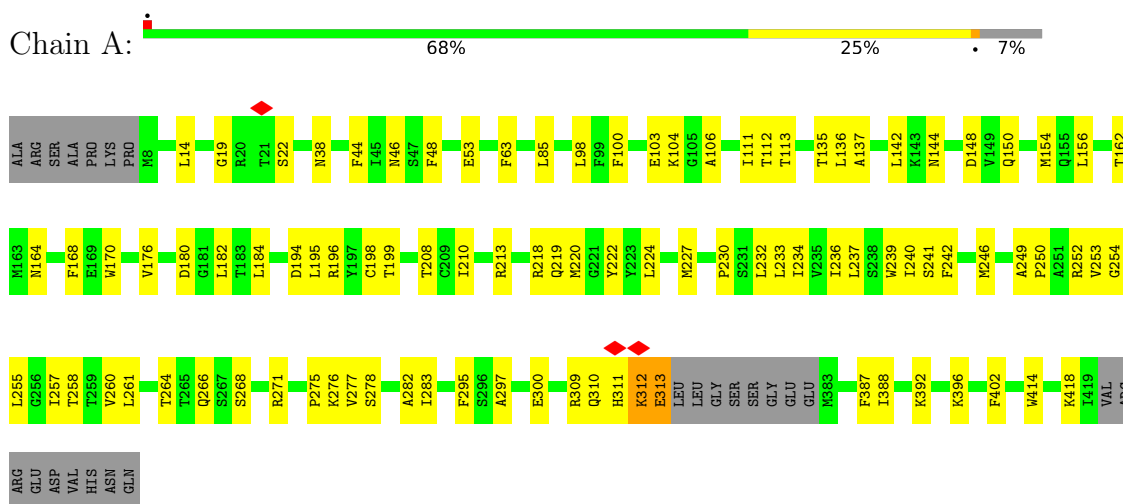 Chain A:
68% 25% • 7%
ALA ARG SER ALA PRO LYS PRO M8 L14 G19 R20 T21 S22 N38 F44 I45 N46 S47 F48 E53 F63 L85 L98 F99 F100 E103 K104 G105 A106 I111 T112 T113 T135 L136 A137 L142 K143 N144 D148 V149 Q150 M154 Q155 L156 T162
M163 N164 F168 E169 W170 V176 D180 G181 L182 T183 L184 D194 L195 R196 Y197 C198 T199 T208 C209 I210 R213 R218 Q219 M220 G221 Y222 Y223 L224 M227 P230 S231 L232 L233 I234 V235 I236 L237 S238 W239 I240 S241 F242 M246 A249 P250 A251 R252 V253 G254
L255 G256 I257 T258 T259 V260 L261 T264 T265 Q266 S267 S268 R271 P275 K276 V277 S278 A282 I283 F295 S296 A297 E300 R309 Q310 H311 K312 E313 LEU LEU GLY SER SER GLY GLU GLU M383 F387 I388 K392 K396 F402 W414 K418 I419 VAL
ARG GLU ASP VAL HIS ASN GLN